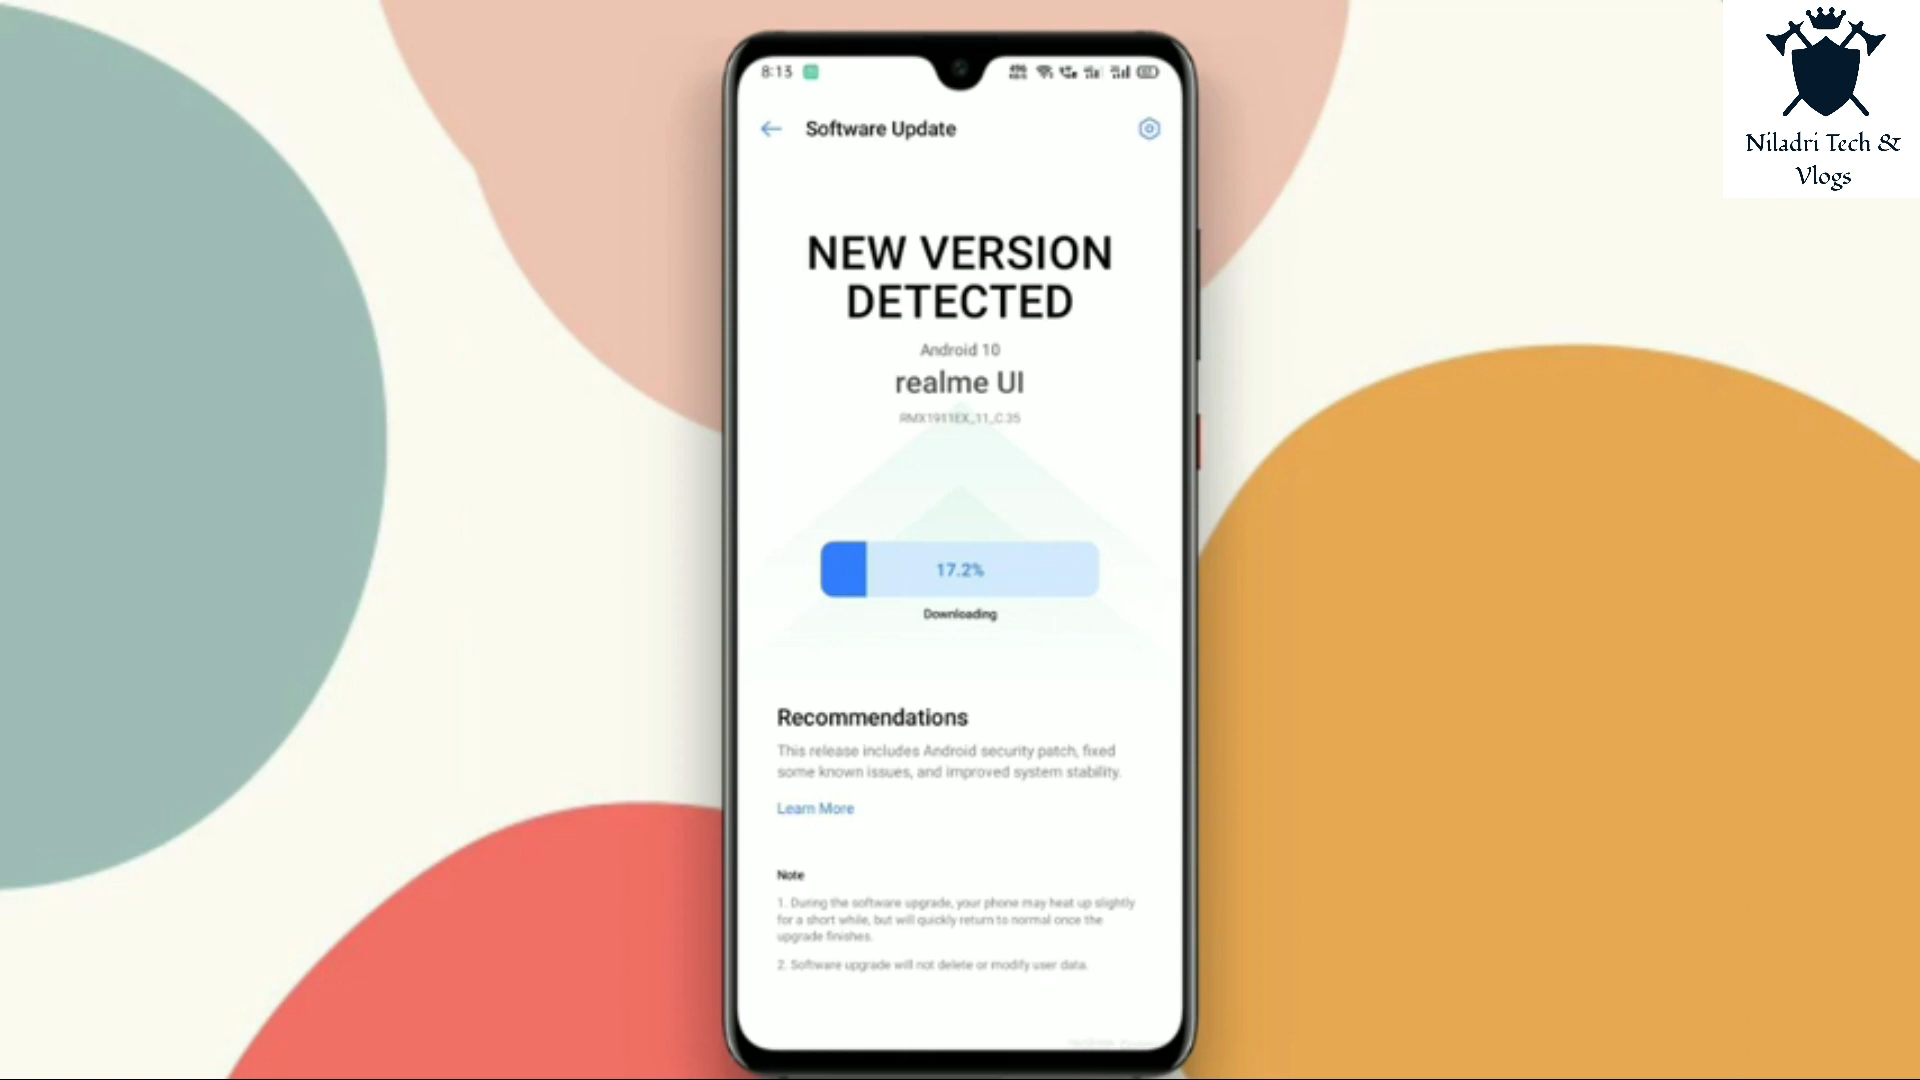 8:13
Software Update
NEW VERSION
DETECTED
Android 10
realme UI
RMX1911EX_11_C.35
17.2%
Downloading
Recommendations
This release includes Android security patch, fixed
some known issues, and improved system stability.
Learn More
Note
1. During the software upgrade, your phone may heat up slightly
for a short while, but will quickly return to normal once the
upgrade finishes.
2. Software upgrade will not delete or modify user data.
Niladri Tech &
Vlogs